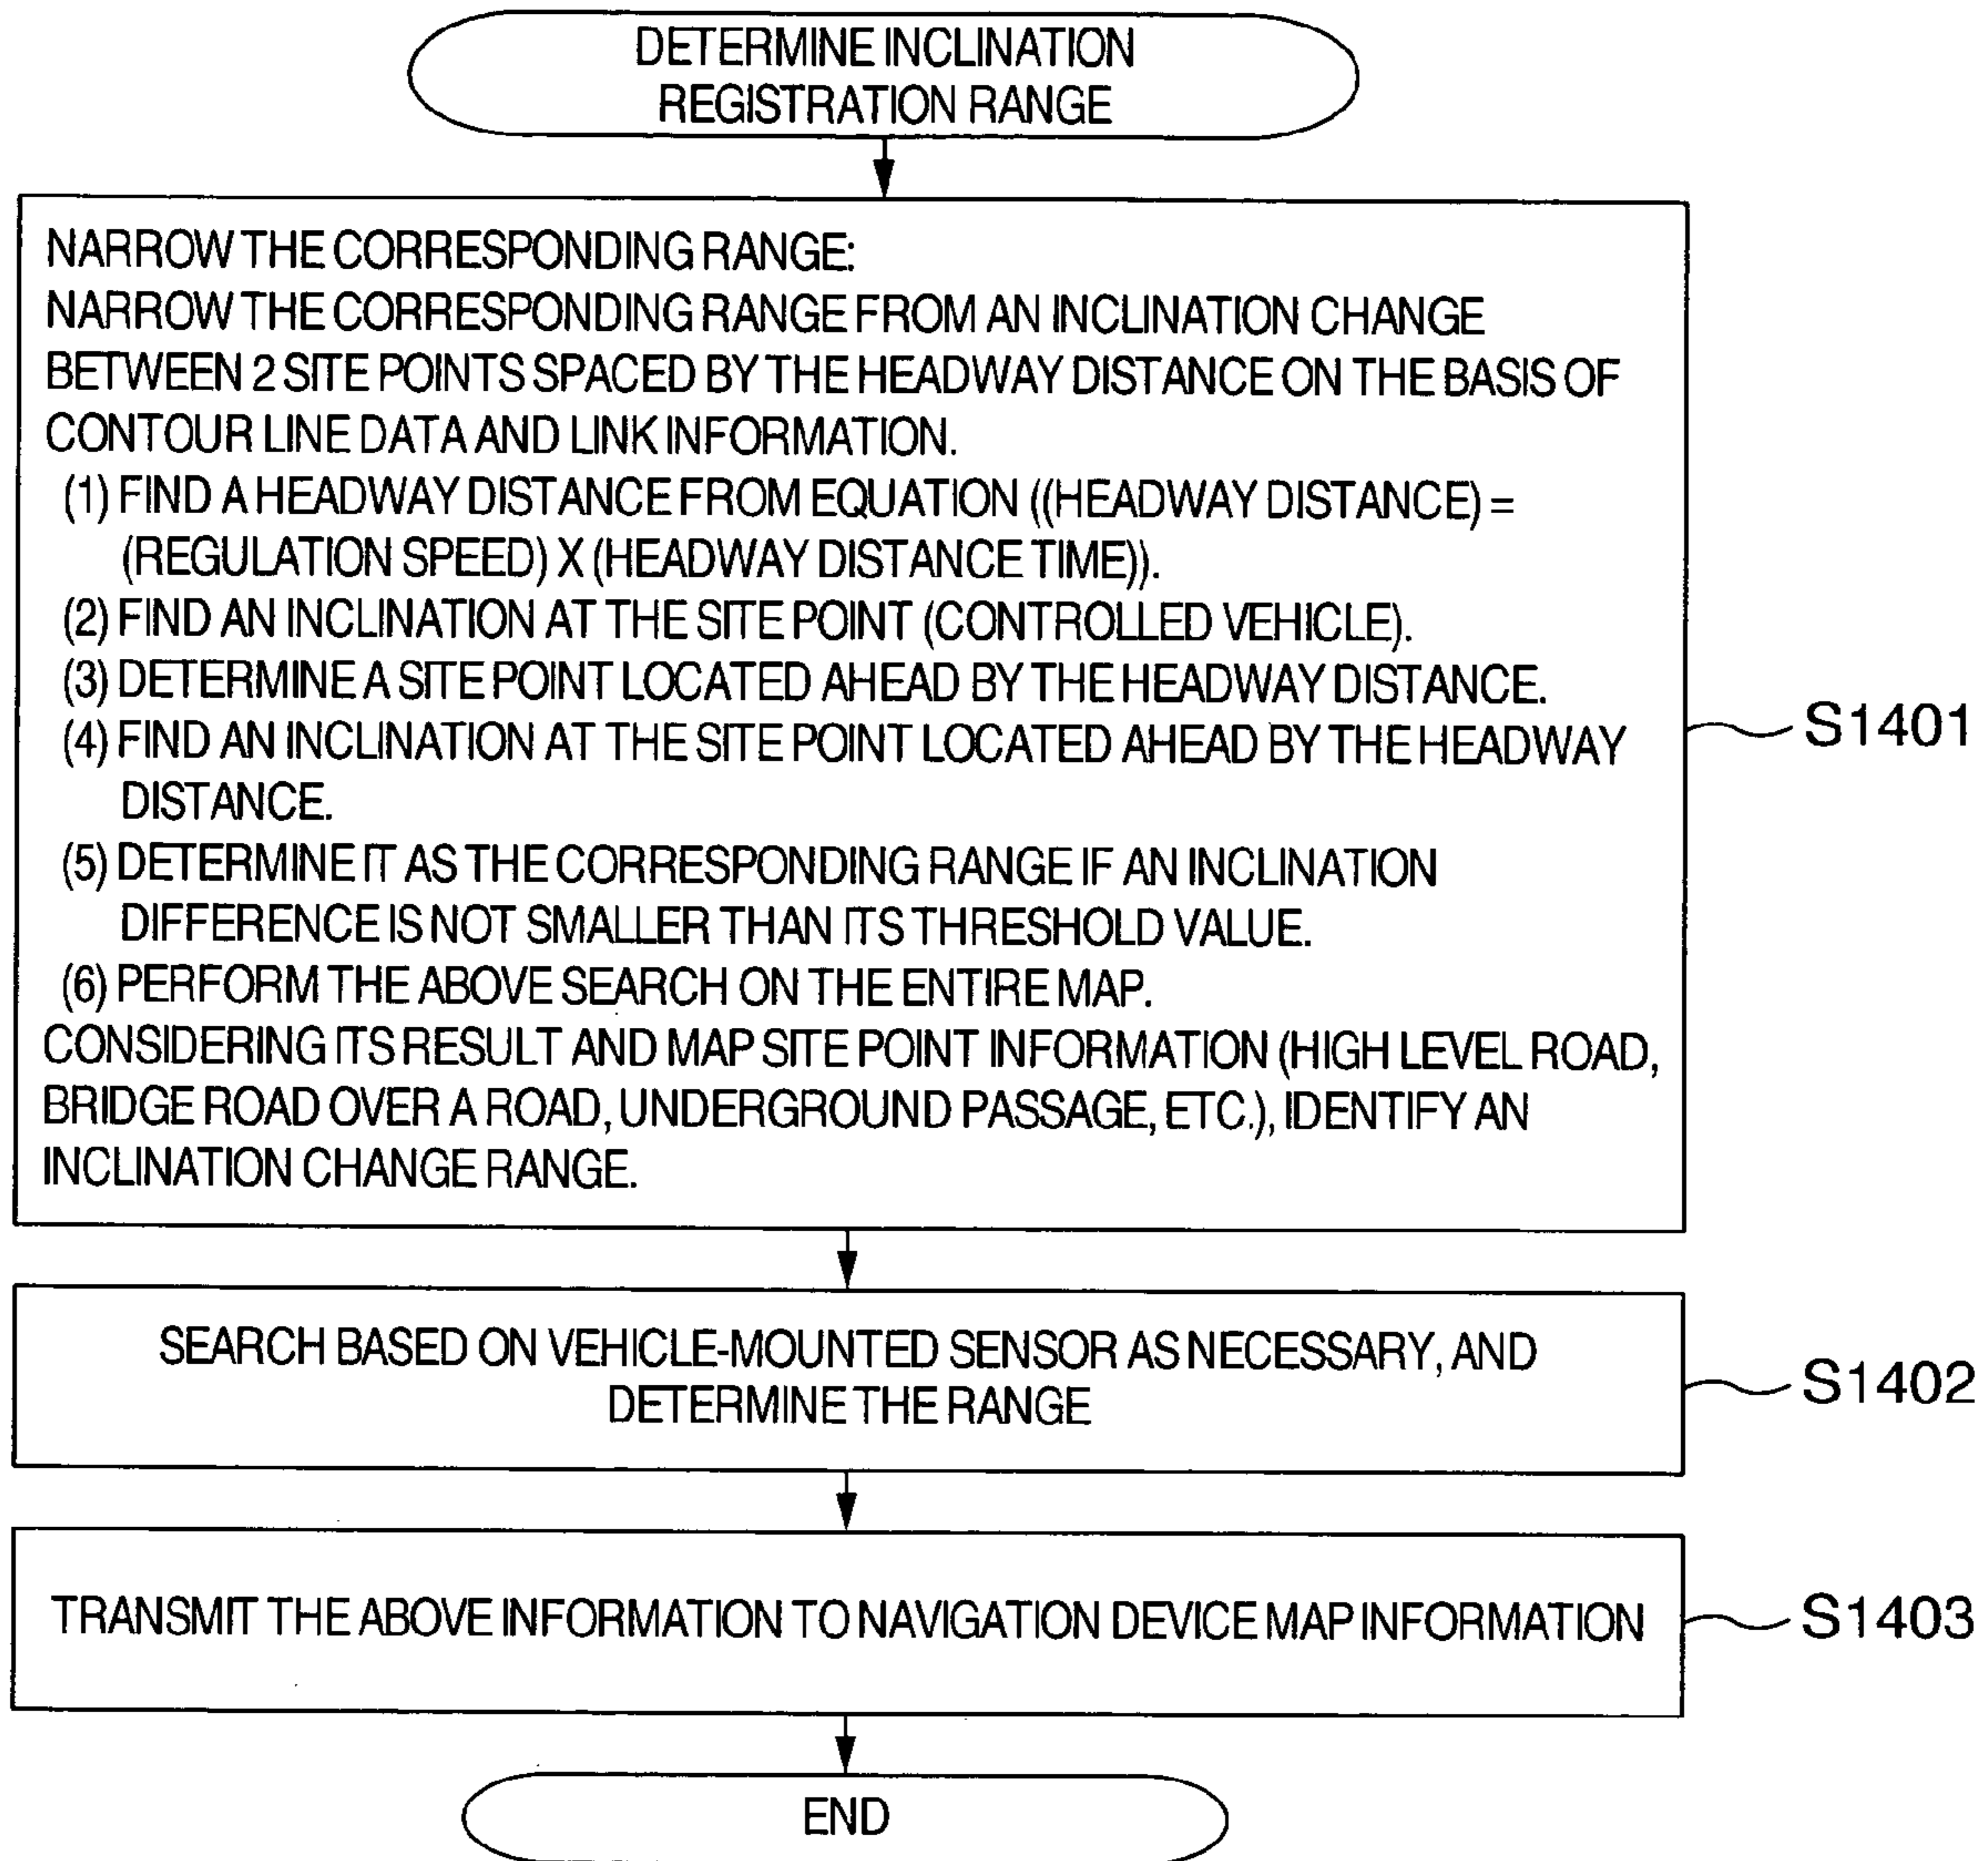 DETERMINE INCLINATION
REGISTRATION RANGE
NARROW THE CORRESPONDING RANGE:
NARROW THE CORRESPONDING RANGE FROM AN INCLINATION CHANGE
BETWEEN 2 SITE POINTS SPACED BY THE HEADWAY DISTANCE ON THE BASIS OF
CONTOUR LINE DATA AND LINK INFORMATION.
(1) FIND A HEADWAY DISTANCE FROM EQUATION ((HEADWAY DISTANCE) =
(REGULATION SPEED) X (HEADWAY DISTANCE TIME)).
(2) FIND AN INCLINATION AT THE SITE POINT (CONTROLLED VEHICLE).
(3) DETERMINE A SITE POINT LOCATED AHEAD BY THE HEADWAY DISTANCE.
(4) FIND AN INCLINATION AT THE SITE POINT LOCATED AHEAD BY THE HEADWAY
DISTANCE.
(5) DETERMINE IT AS THE CORRESPONDING RANGE IF AN INCLINATION
DIFFERENCE IS NOT SMALLER THAN ITS THRESHOLD VALUE.
(6) PERFORM THE ABOVE SEARCH ON THE ENTIRE MAP.
CONSIDERING ITS RESULT AND MAP SITE POINT INFORMATION (HIGH LEVEL ROAD,
BRIDGE ROAD OVER A ROAD, UNDERGROUND PASSAGE, ETC.), IDENTIFY AN
INCLINATION CHANGE RANGE.
S1401
SEARCH BASED ON VEHICLE-MOUNTED SENSOR AS NECESSARY, AND
DETERMINE THE RANGE
S1402
TRANSMIT THE ABOVE INFORMATION TO NAVIGATION DEVICE MAP INFORMATION
S1403
END